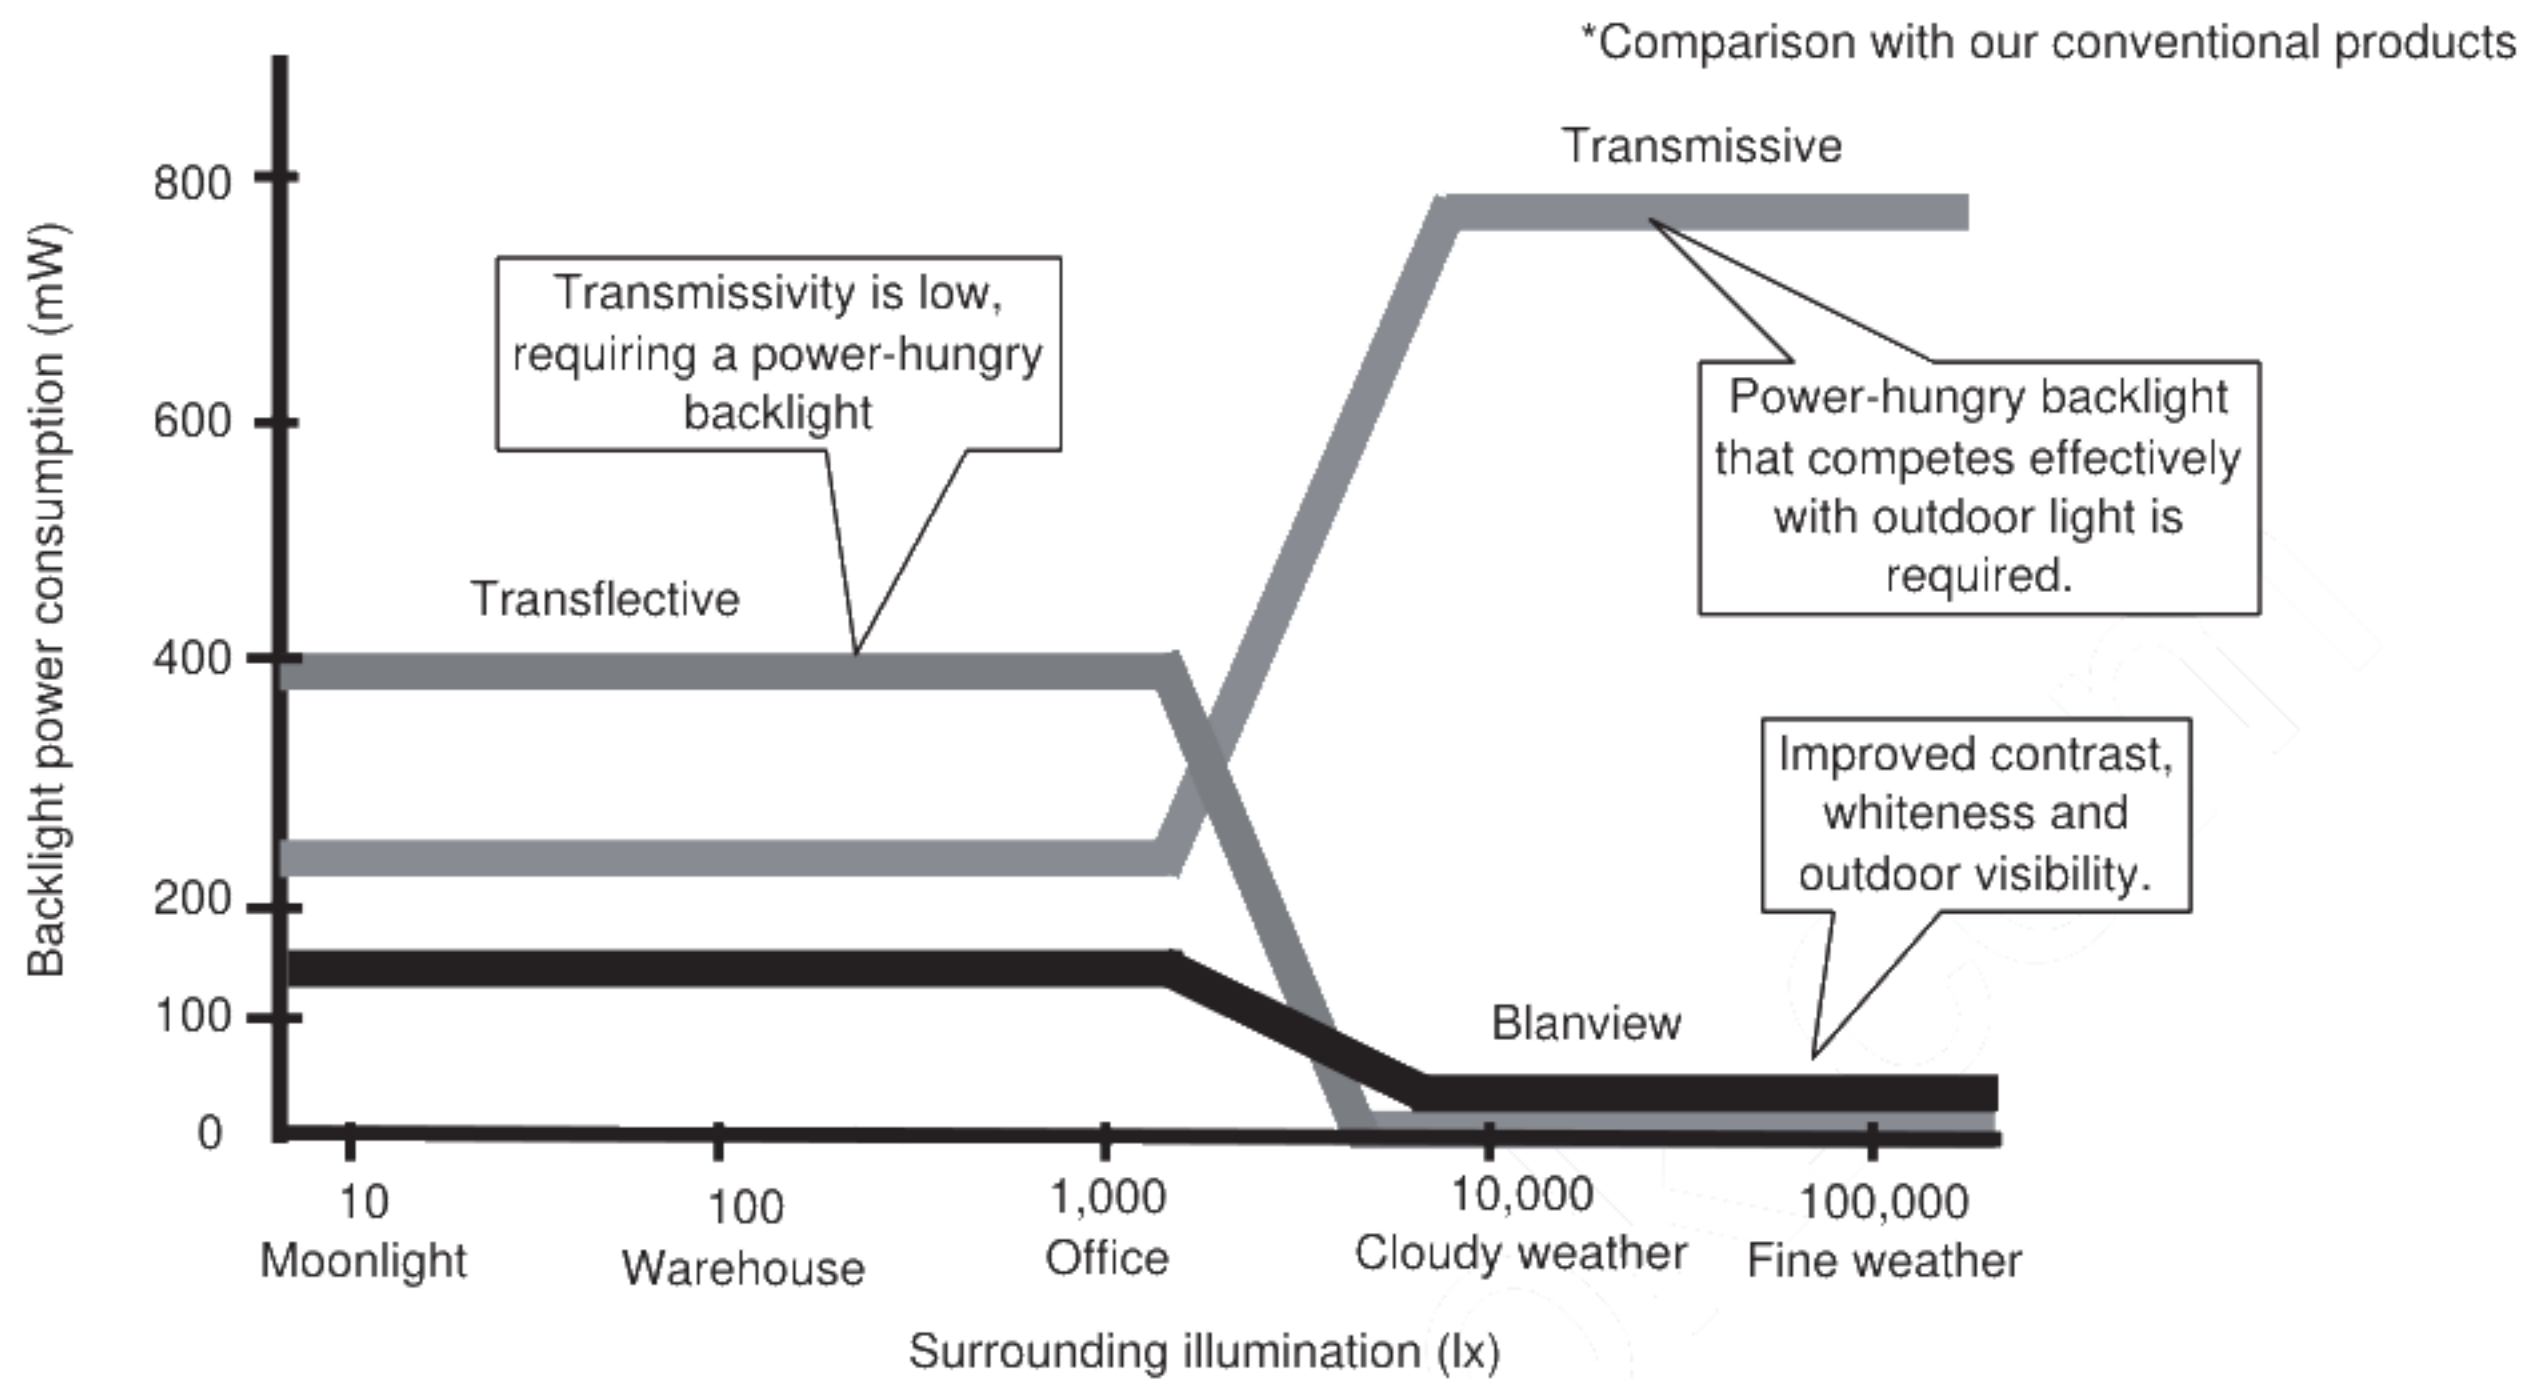 *Comparison with our conventional products
Transmissive
800
Transmissivity is low,
requiring a power-hungry
backlight
Power-hungry backlight
that competes effectively
with outdoor light is
required.
600
Backlight power consumption (mW)
Transflective
400
Improved contrast,
whiteness and
outdoor visibility.
200
100
Blanview
0
10
100
1,000
10,000
100,000
Moonlight
Warehouse
Office
Cloudy weather
Fine weather
Surrounding illumination (lx)